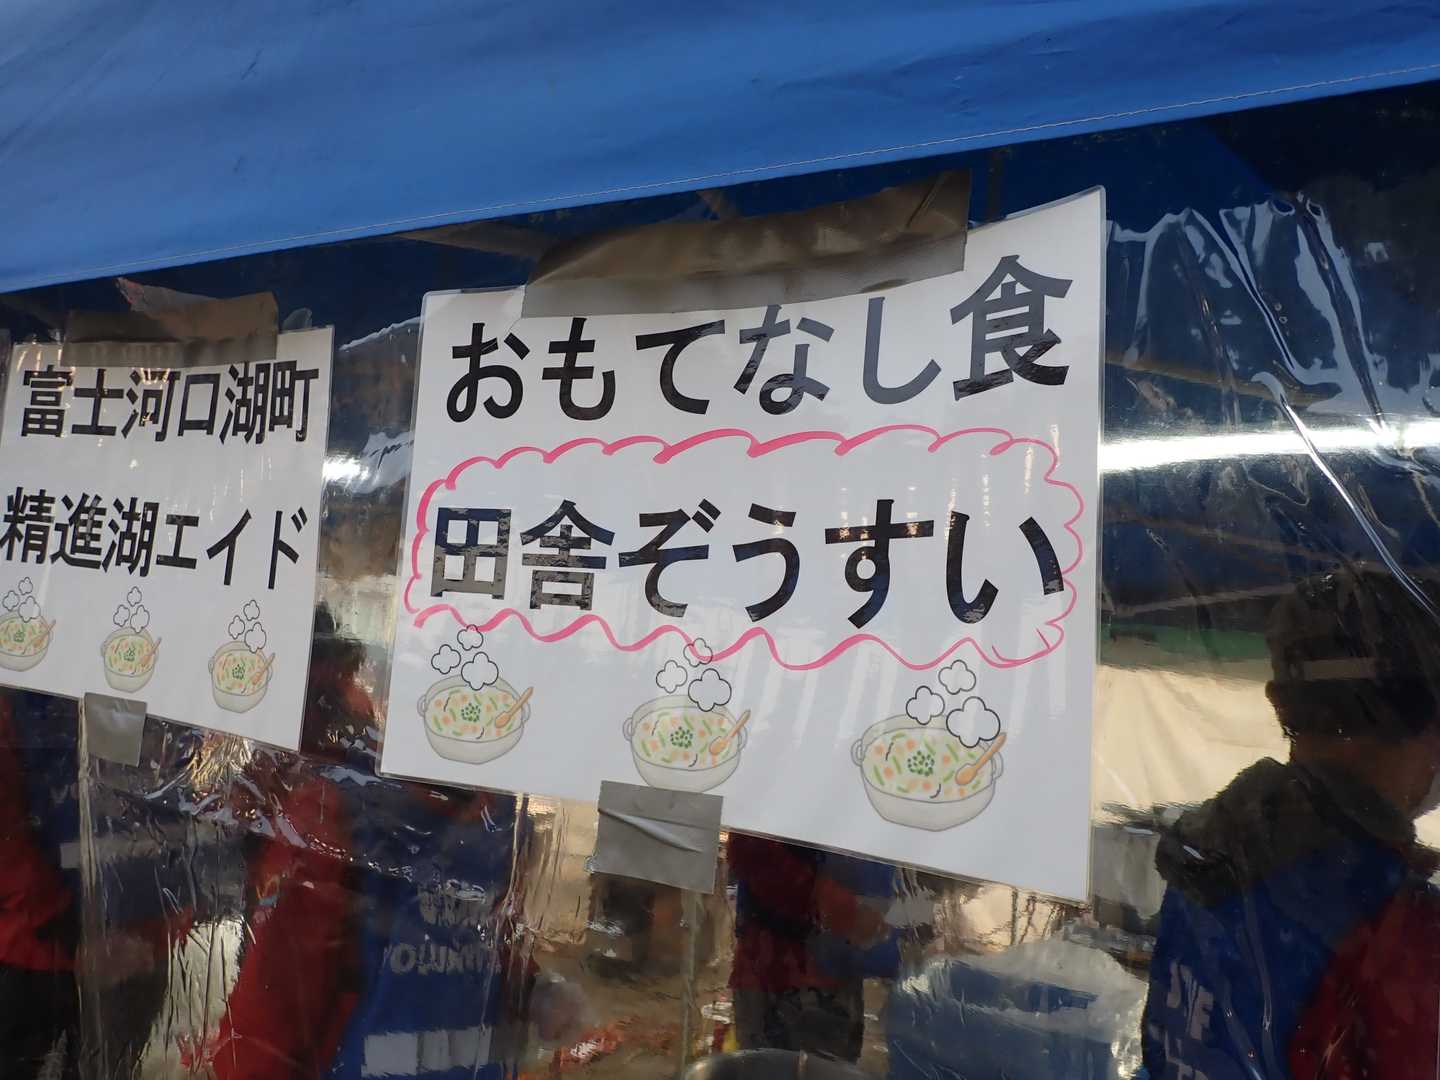 富士河口湖町
精進湖エイド
おもてなし食
田舎ぞうすい